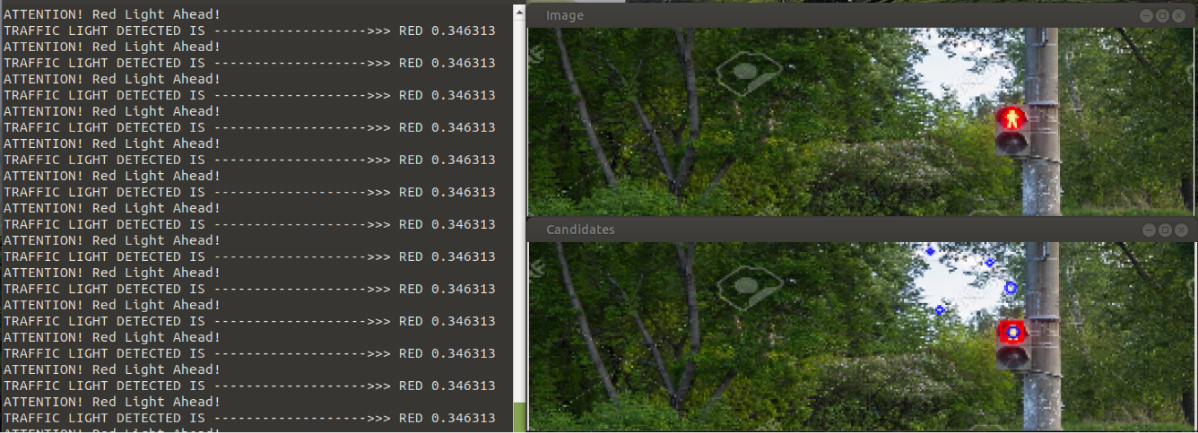 ATTENTION! Red Light Ahead!
TRAFFIC LIGHT DETECTED IS ------------------->>> RED 0.346313
ATTENTION! Red Light Ahead!
TRAFFIC LIGHT DETECTED IS ------------------->>> RED 0.346313
ATTENTION! Red Light Ahead!
TRAFFIC LIGHT DETECTED IS ------------------->>> RED 0.346313
ATTENTION! Red Light Ahead!
TRAFFIC LIGHT DETECTED IS ------------------->>> RED 0.346313
ATTENTION! Red Light Ahead!
TRAFFIC LIGHT DETECTED IS ------------------->>> RED 0.346313
ATTENTION! Red Light Ahead!
TRAFFIC LIGHT DETECTED IS ------------------->>> RED 0.346313
ATTENTION! Red Light Ahead!
TRAFFIC LIGHT DETECTED IS ------------------->>> RED 0.346313
ATTENTION! Red Light Ahead!
TRAFFIC LIGHT DETECTED IS ------------------->>> RED 0.346313
ATTENTION! Red Light Ahead!
TRAFFIC LIGHT DETECTED IS ------------------->>> RED 0.346313
ATTENTION! Red Light Ahead!
TRAFFIC LIGHT DETECTED IS ------------------->>> RED 0.346313
ATTENTION! Red Light Ahead!
TRAFFIC LIGHT DETECTED IS ------------------->>> RED 0.346313
ATTENTION! Red Light Ahead!
TRAFFIC LIGHT DETECTED IS ------------------->>> RED 0.346313
ATTENTION! Red Light Ahead!
TRAFFIC LIGHT DETECTED IS ------------------->>> RED 0.346313
ATTENTION! Red Light Ahead!
Image
Candidates